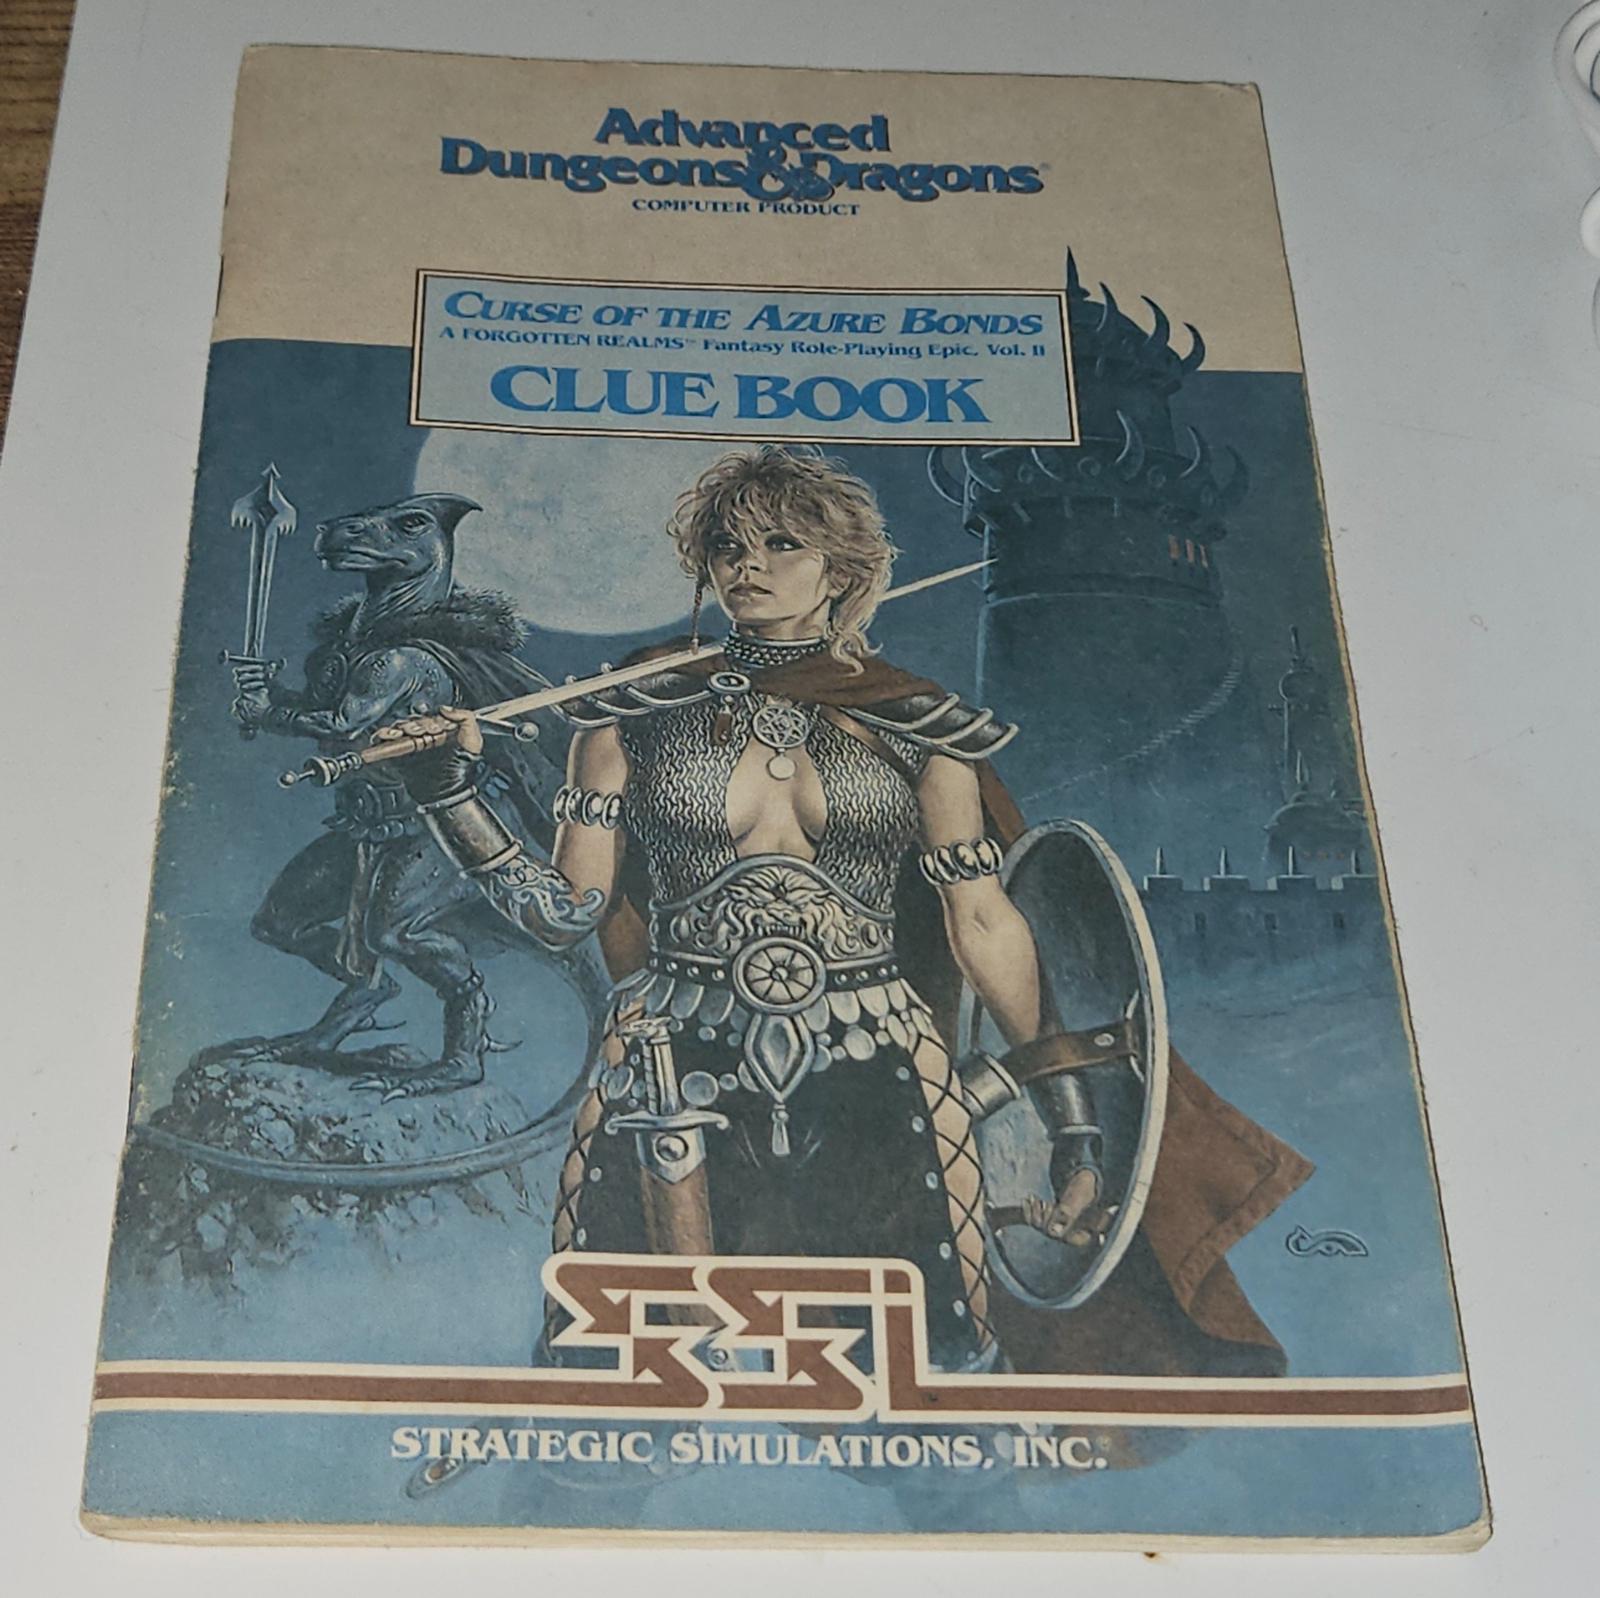 Advanced
Dungeons & Dragons®
COMPUTER PRODUCT
CURSE OF THE AZURE BONDS
A FORGOTTEN REALMS™ Fantasy Role-Playing Epic, Vol. II
CLUE BOOK
SSI
STRATEGIC SIMULATIONS, INC.®